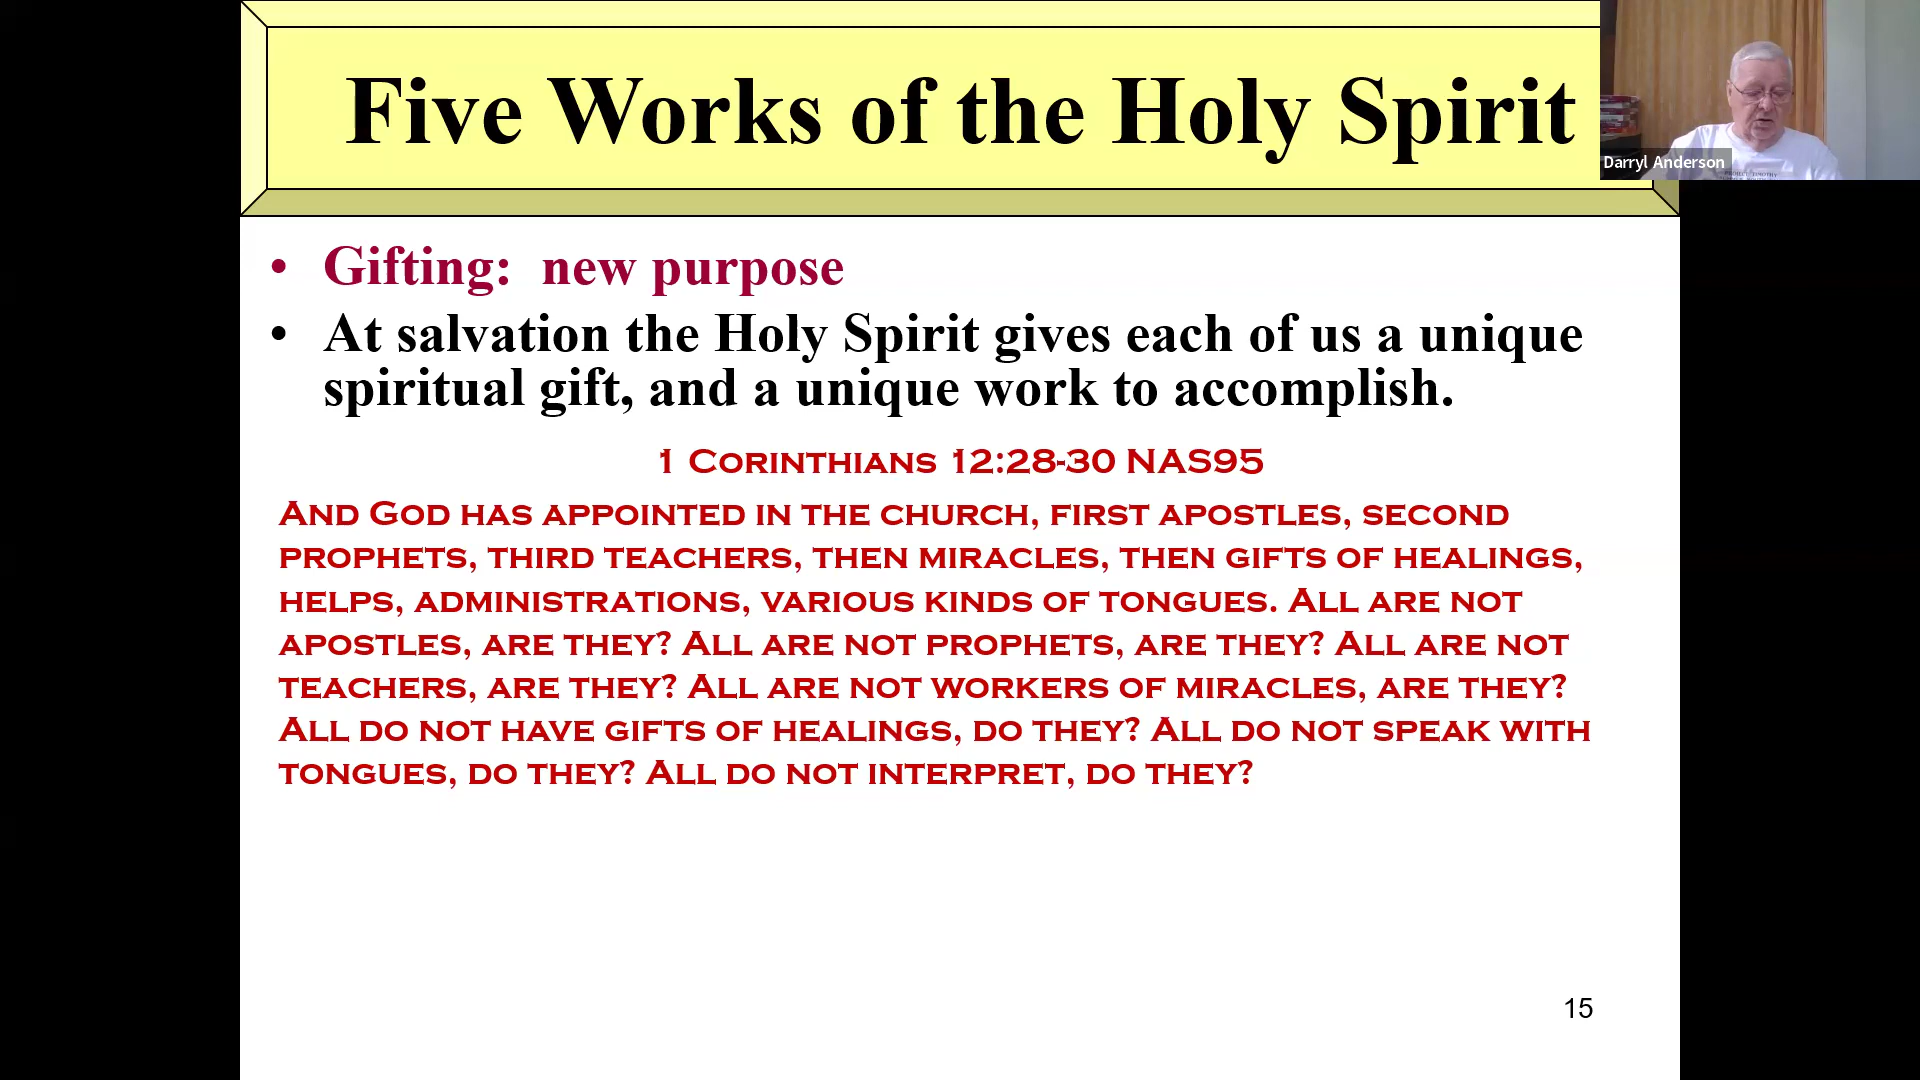 Five Works of the Holy Spirit
Darryl Anderson
• Gifting: new purpose
• At salvation the Holy Spirit gives each of us a unique
spiritual gift, and a unique work to accomplish.
1 Corinthians 12:28-30 NAS95
And God has appointed in the church, first apostles, second
prophets, third teachers, then miracles, then gifts of healings,
helps, administrations, various kinds of tongues. All are not
apostles, are they? All are not prophets, are they? All are not
teachers, are they? All are not workers of miracles, are they?
All do not have gifts of healings, do they? All do not speak with
tongues, do they? All do not interpret, do they?
15